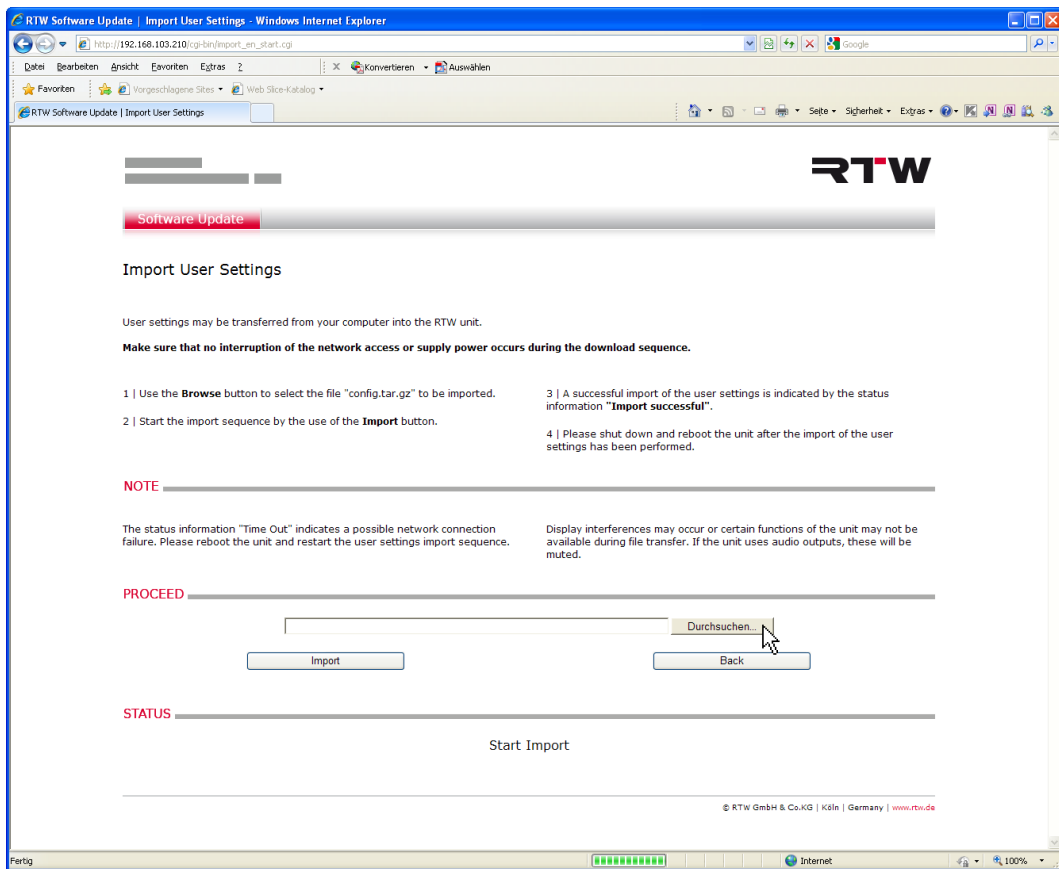 RTW Software Update | Import User Settings - Windows Internet Explorer
http://192.168.103.210/cgi-bin/import_en_start.cgi
Google
Datei Bearbeiten Ansicht Favoriten Extras ?
X Konvertieren Auswählen
Favoriten Vorgeschlagene Sites Web Slice-Katalog
RTW Software Update | Import User Settings
Seite Sicherheit Extras
RTW
Software Update
Import User Settings
User settings may be transferred from your computer into the RTW unit.
Make sure that no interruption of the network access or supply power occurs during the download sequence.
1 | Use the Browse button to select the file "config.tar.gz" to be imported.
2 | Start the import sequence by the use of the Import button.
3 | A successful import of the user settings is indicated by the status
information "Import successful".
4 | Please shut down and reboot the unit after the import of the user
settings has been performed.
NOTE
The status information "Time Out" indicates a possible network connection
failure. Please reboot the unit and restart the user settings import sequence.
Display interferences may occur or certain functions of the unit may not be
available during file transfer. If the unit uses audio outputs, these will be
muted.
PROCEED
Durchsuchen...
Import
Back
STATUS
Start Import
© RTW GmbH & Co.KG | Köln | Germany | www.rtw.de
Fertig
Internet
100%